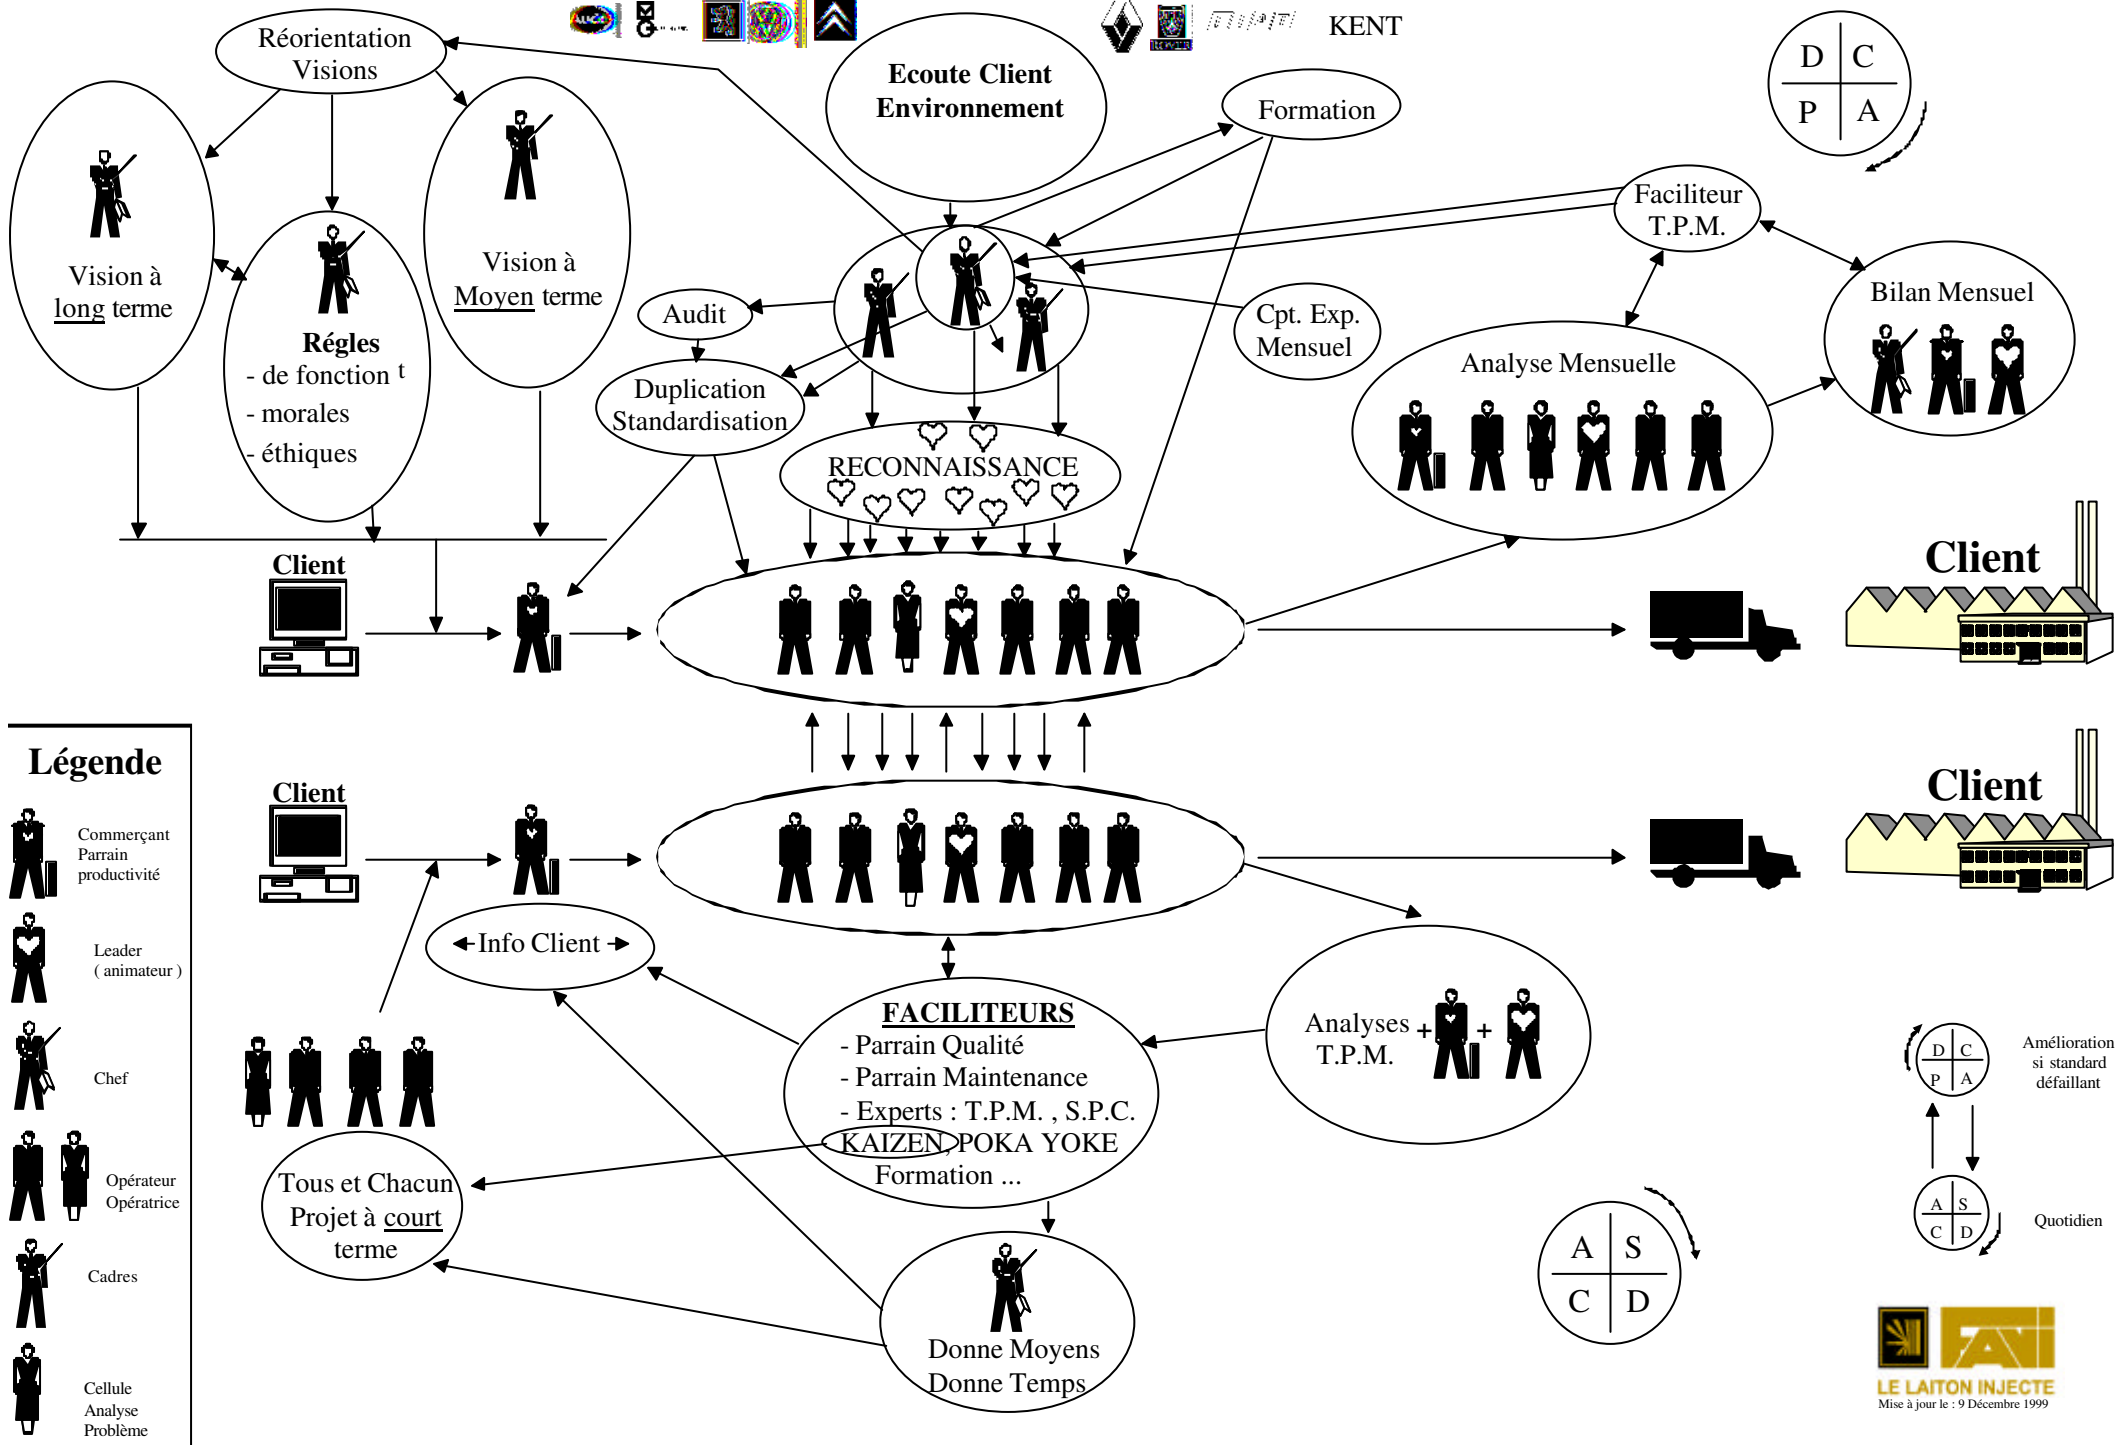 KENT
Réorientation
Visions
Ecoute Client
Environnement
Formation
D C
P A
Faciliteur
T.P.M.
Vision à
long terme
Régles
- de fonction t
- morales
- éthiques
Vision à
Moyen terme
Audit
Duplication
Standardisation
Cpt. Exp.
Mensuel
Analyse Mensuelle
Bilan Mensuel
RECONNAISSANCE
Client
Client
Légende
Commerçant
Parrain
productivité
Leader
( animateur )
Chef
Opérateur
Opératrice
Cadres
Cellule
Analyse
Problème
Client
Client
Info Client
FACILITEURS
- Parrain Qualité
- Parrain Maintenance
- Experts : T.P.M. , S.P.C.
KAIZEN, POKA YOKE
Formation ...
Analyses + +
T.P.M.
Tous et Chacun
Projet à court
terme
Donne Moyens
Donne Temps
A S
C D
D C
P A
Amélioration
si standard
défaillant
A S
C D
Quotidien
FAVI
LE LAITON INJECTE
Mise à jour le : 9 Décembre 1999